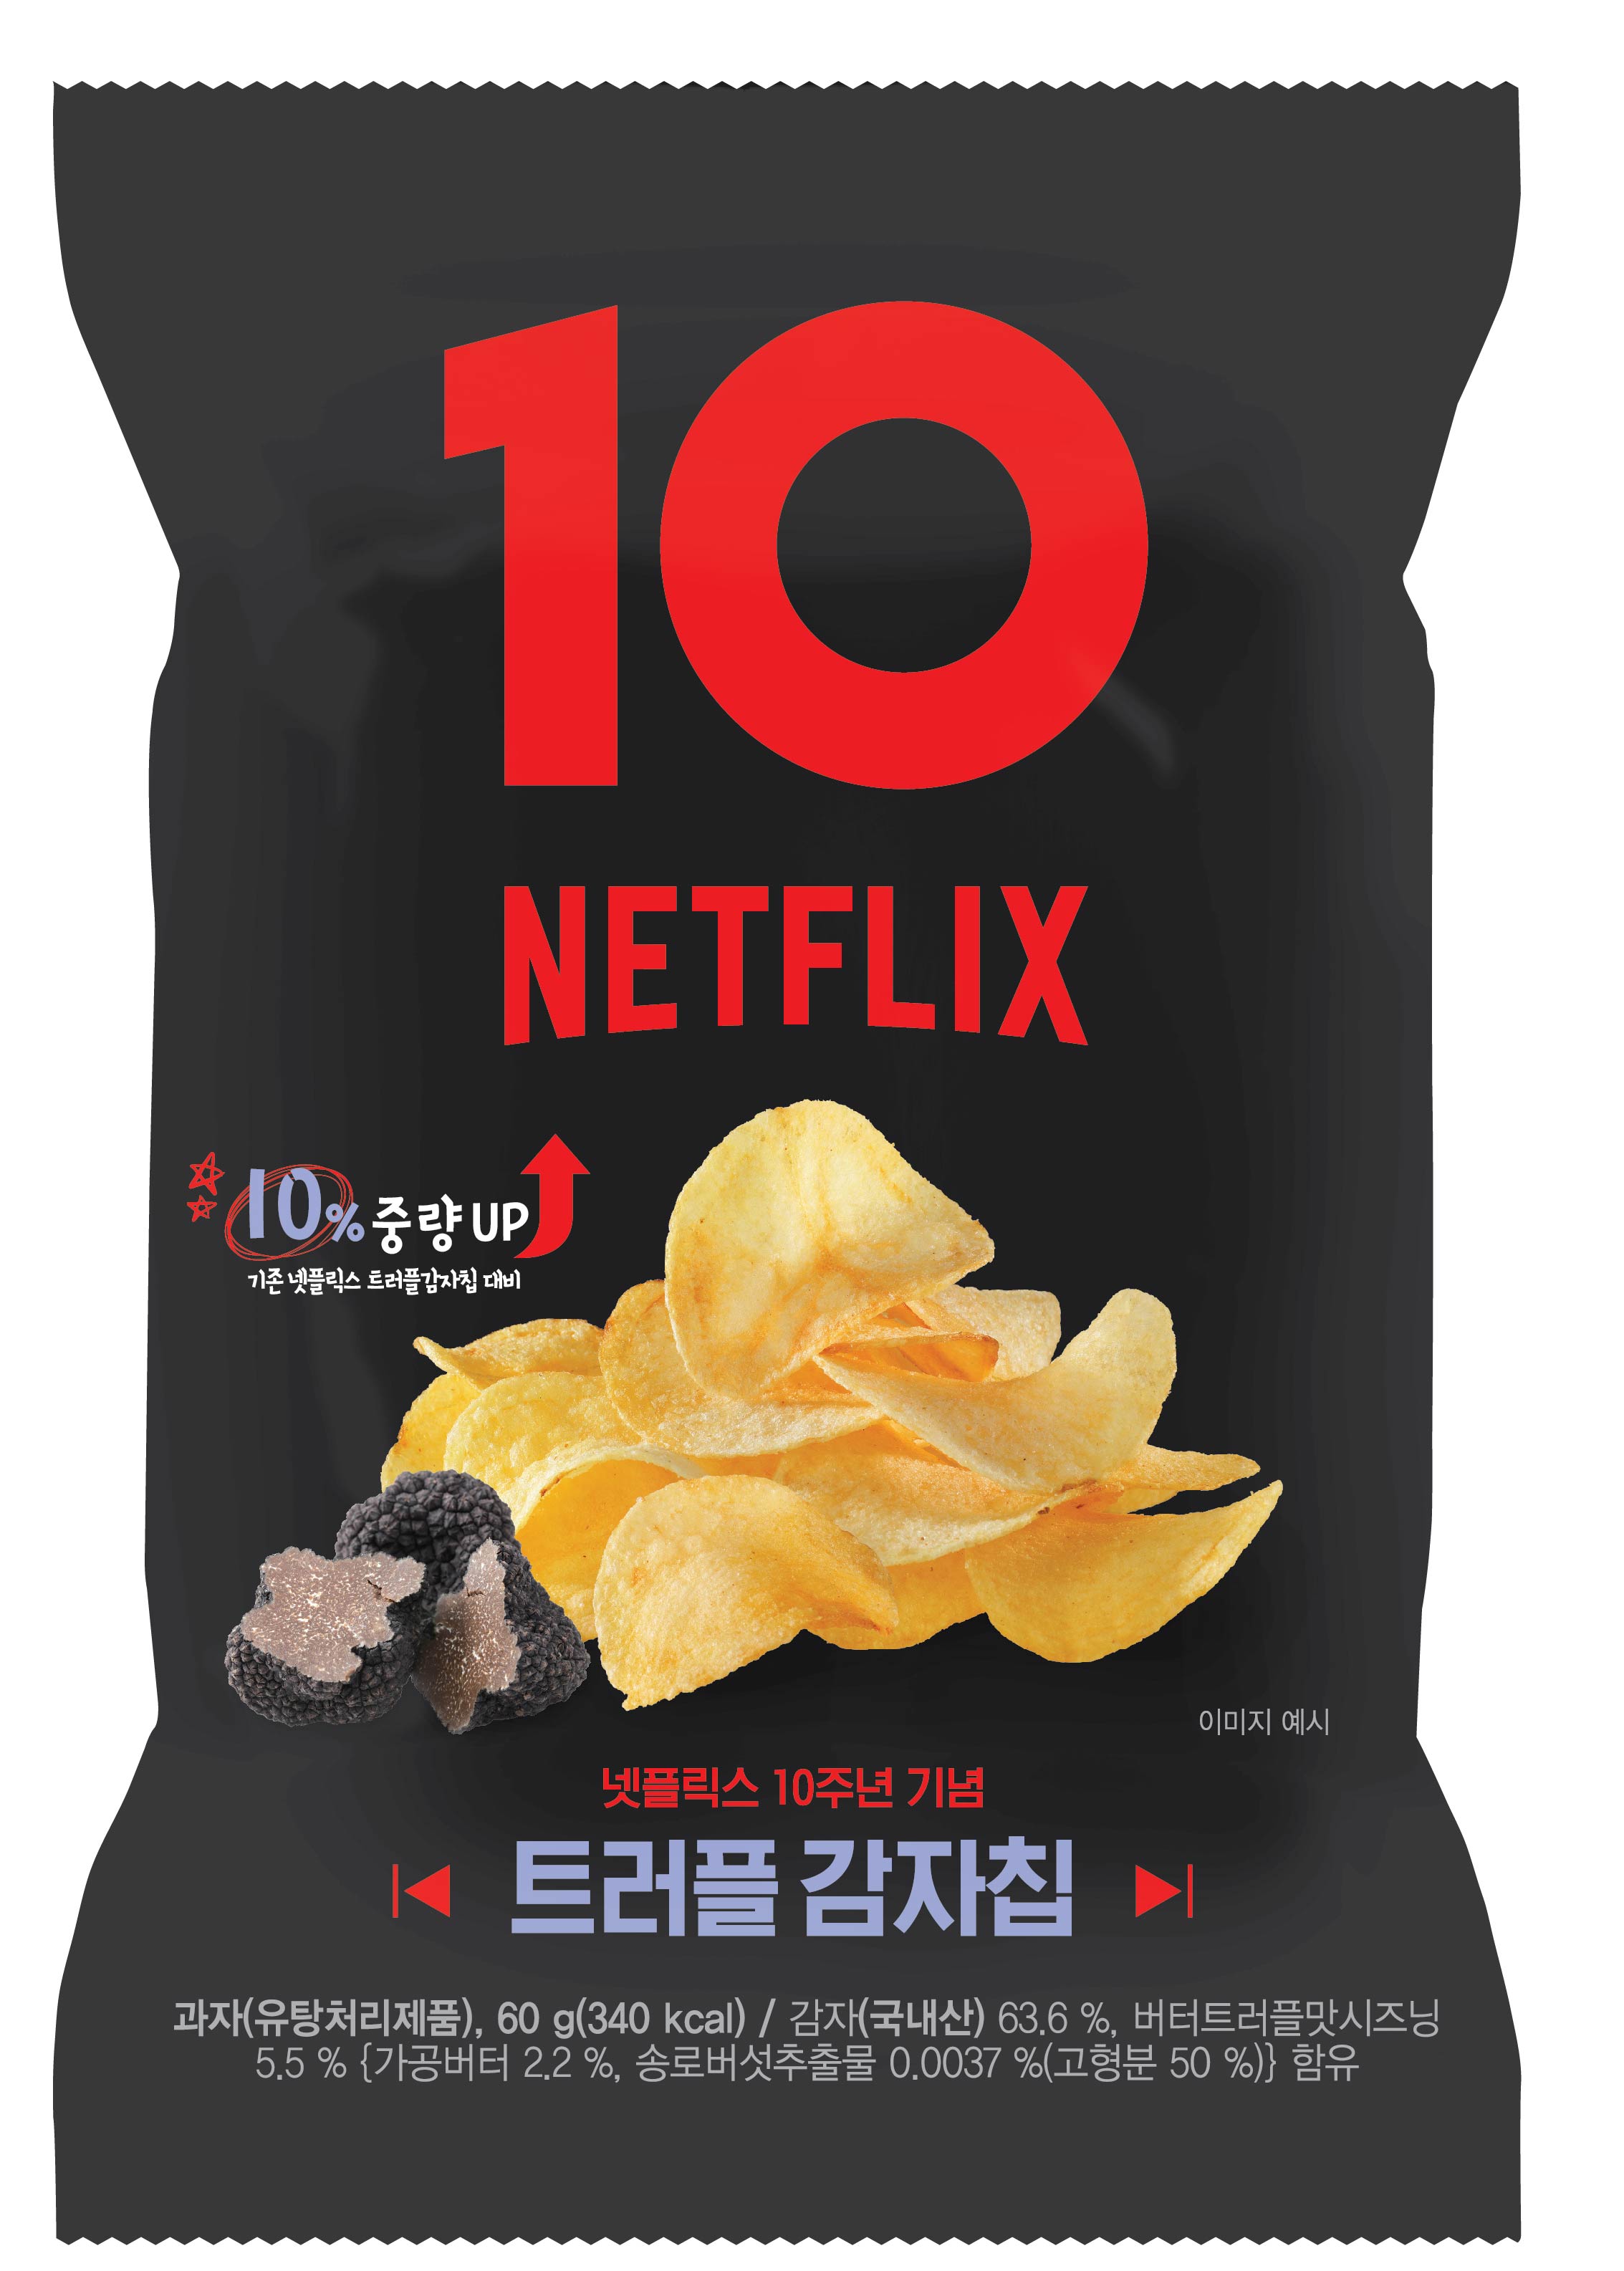 10
NETFLIX
10% 중량 UP
기존 넷플릭스 트러플감자칩 대비
이미지 예시
넷플릭스 10주년 기념
트러플 감자칩
과자(유탕처리제품), 60 g(340 kcal) / 감자(국내산) 63.6 %, 버터트러플맛시즈닝
5.5 % {가공버터 2.2 %, 송로버섯추출물 0.0037 %(고형분 50 %)} 함유